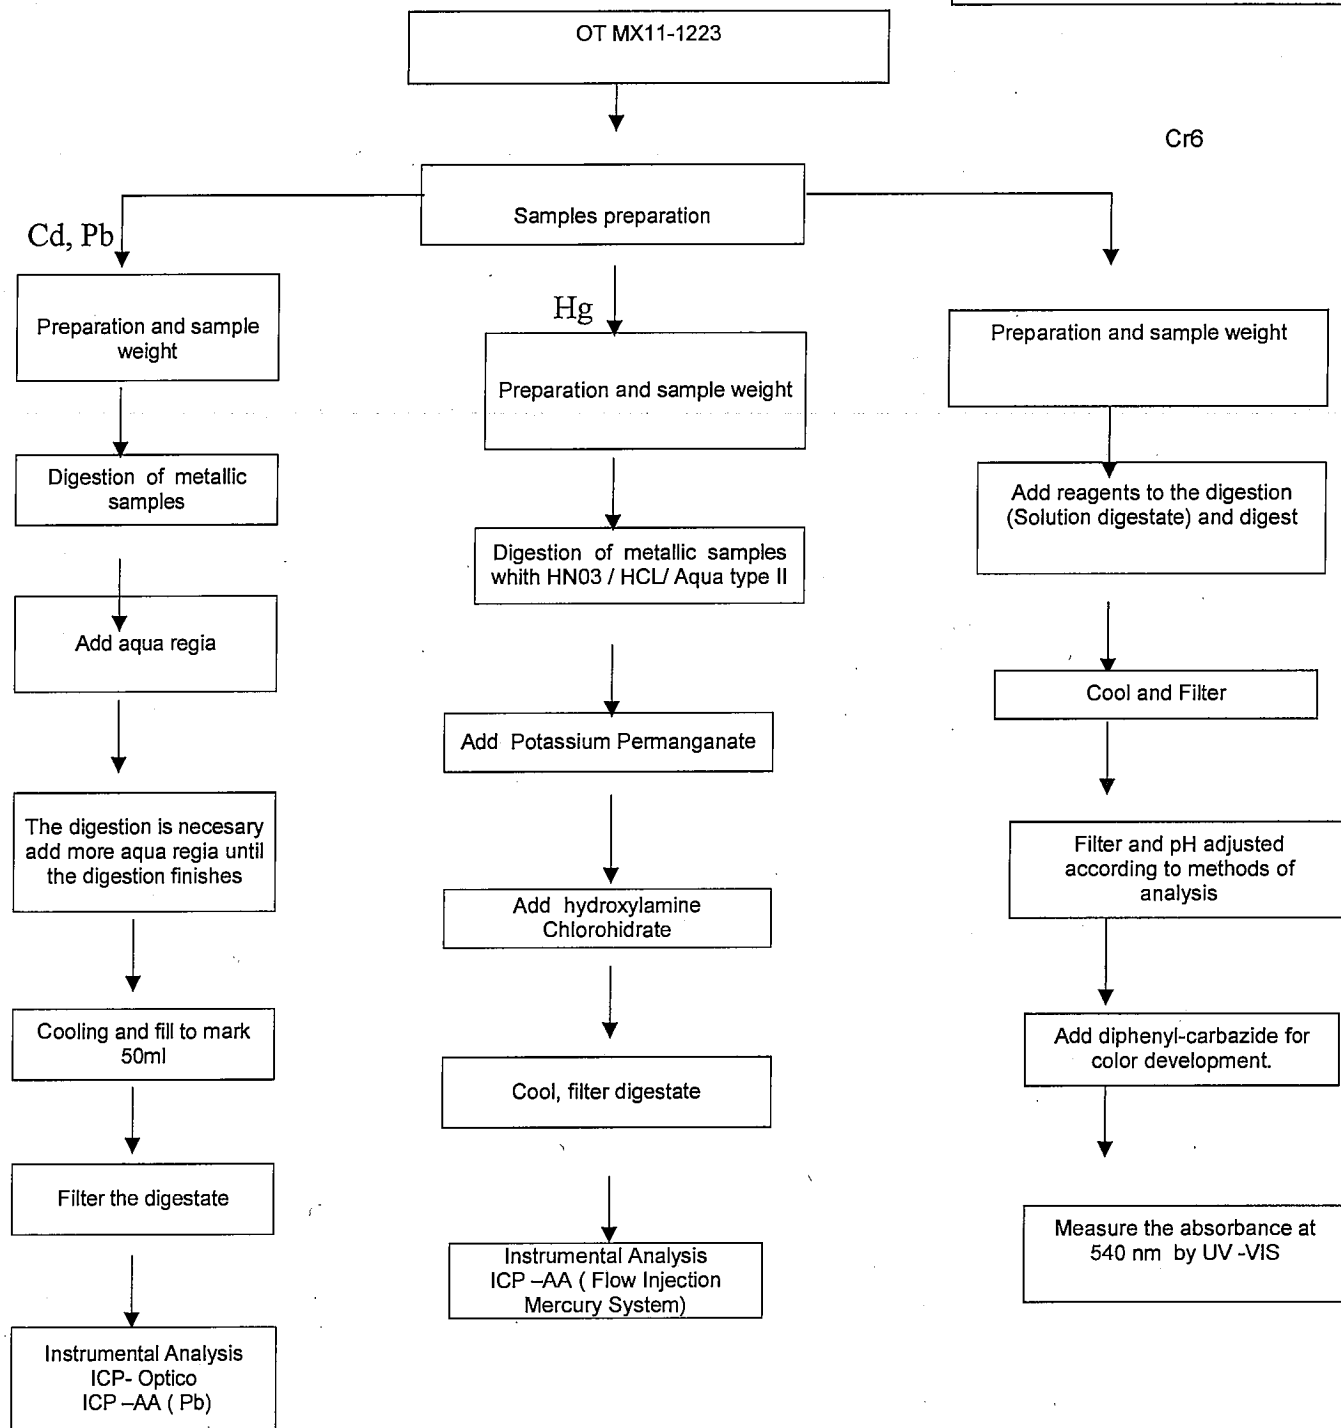 OT MX11-1223
Cr6
Samples preparation
Cd, Pb
Preparation and sample
weight
Digestion of metallic
samples
Add aqua regia
The digestion is necesary
add more aqua regia until
the digestion finishes
Cooling and fill to mark
50ml
Filter the digestate
Instrumental Analysis
ICP- Optico
ICP –AA ( Pb)
Hg
Preparation and sample weight
Digestion of metallic samples
whith HN03 / HCL/ Aqua type II
Add Potassium Permanganate
Add hydroxylamine
Chlorohidrate
Cool, filter digestate
Instrumental Analysis
ICP –AA ( Flow Injection
Mercury System)
Preparation and sample weight
Add reagents to the digestion
(Solution digestate) and digest
Cool and Filter
Filter and pH adjusted
according to methods of
analysis
Add diphenyl-carbazide for
color development.
Measure the absorbance at
540 nm by UV -VIS